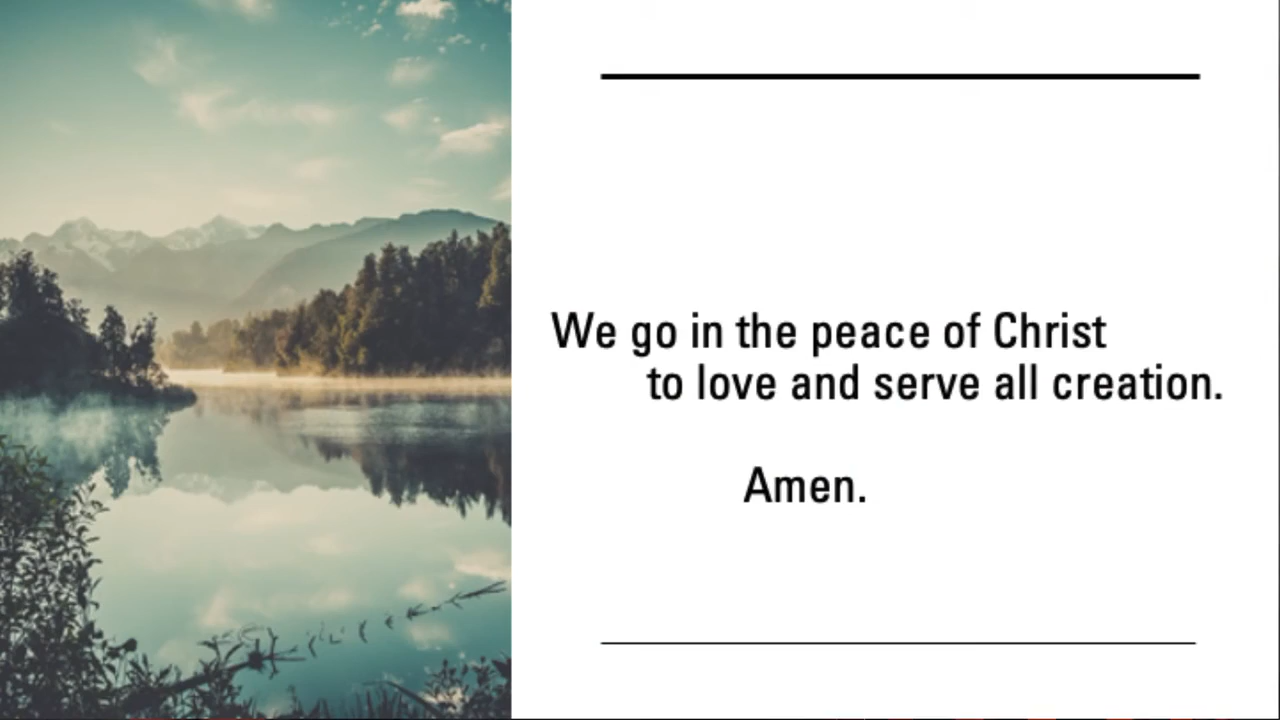 We go in the peace of Christ
to love and serve all creation.
Amen.